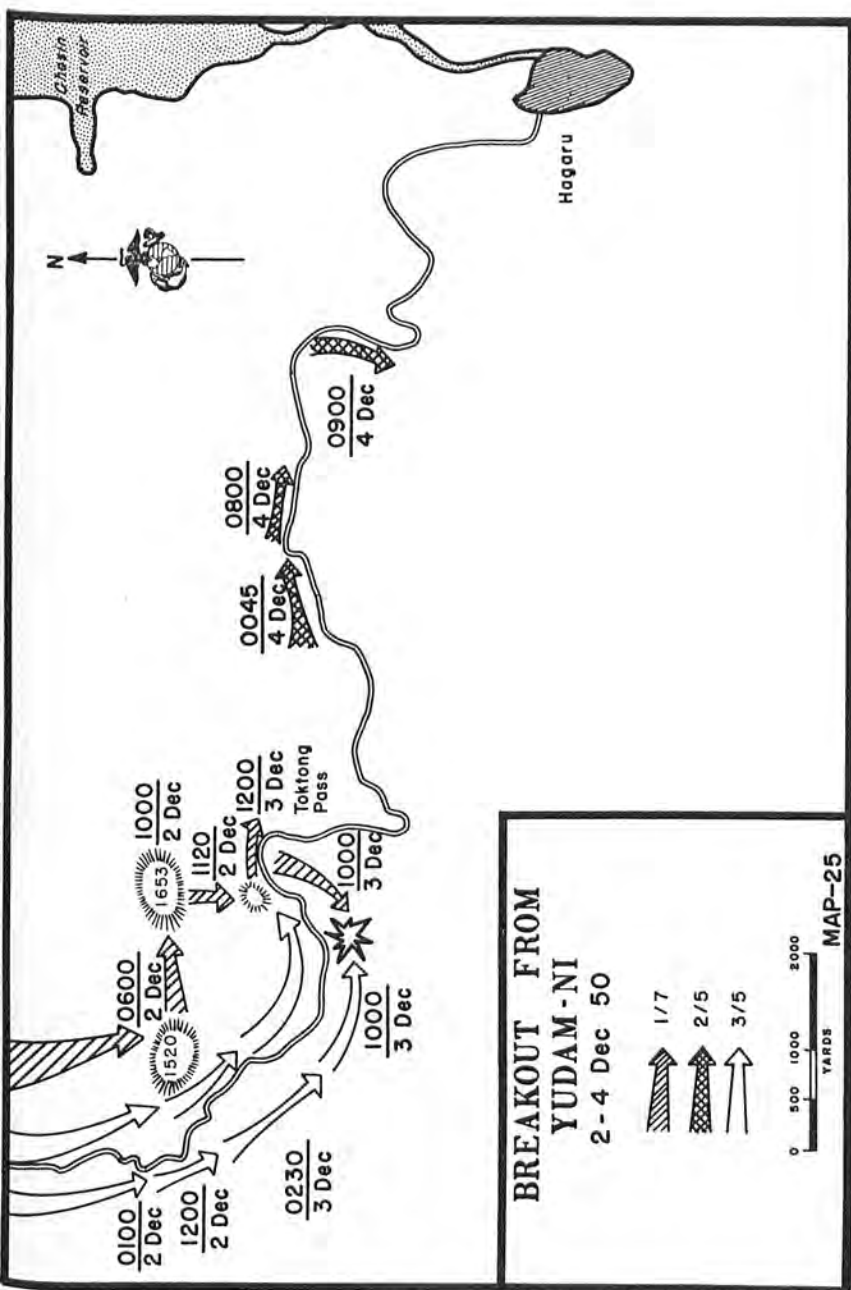 Chosin
Reservoir
N
Hagaru
0900
4 Dec
0800
4 Dec
0045
4 Dec
1200
3 Dec
Toktong
Pass
1000
2 Dec
1653
1120
2 Dec
1000
3 Dec
0600
2 Dec
1520
1000
3 Dec
0230
3 Dec
1200
2 Dec
0100
2 Dec
BREAKOUT FROM
YUDAM-NI
2-4 Dec 50
1/7
2/5
3/5
0 500 1000 2000
YARDS
MAP-25